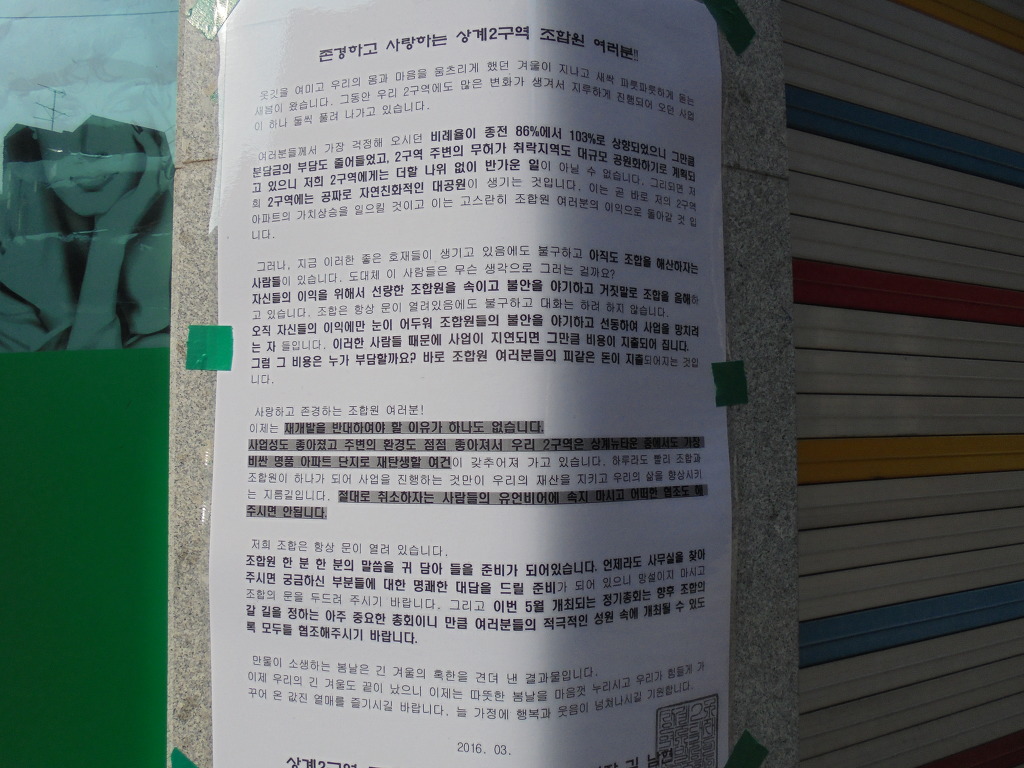 존경하고 사랑하는 상계2구역 조합원 여러분!!
옷깃을 여미고 우리의 몸과 마음을 움츠리게 했던 겨울이 지나고 새싹 파릇파릇하게 돋는
새봄이 왔습니다. 그동안 우리 2구역에도 많은 변화가 생겨서 지루하게 진행되어 오던 사업
이 하나 둘씩 풀려 나가고 있습니다.
여러분들께서 가장 걱정해 오시던 비례율이 종전 86%에서 103%로 상향되었으니 그만큼
분담금의 부담도 줄어들었고, 2구역 주변의 무허가 취락지역도 대규모 공원화하기로 계획되
고 있으니 저희 2구역에게는 더할 나위 없이 반가운 일이 아닐 수 없습니다. 그리되면 저
희 2구역에는 공짜로 자연친화적인 대공원이 생기는 것입니다. 이는 곧 바로 저의 2구역
아파트의 가치상승을 일으킬 것이고 이는 고스란히 조합원 여러분의 이익으로 돌아갈 것 입
니다.
그러나, 지금 이러한 좋은 호재들이 생기고 있음에도 불구하고 아직도 조합을 해산하자는
사람들이 있습니다. 도대체 이 사람들은 무슨 생각으로 그러는 걸까요?
자신들의 이익을 위해서 선량한 조합원을 속이고 불안을 야기하고 거짓말로 조합을 음해하
고 있습니다. 조합은 항상 문이 열려있음에도 불구하고 대화는 하려 하지 않습니다.
오직 자신들의 이익에만 눈이 어두워 조합원들의 불안을 야기하고 선동하여 사업을 망치려
는 자 들입니다. 이러한 사람들 때문에 사업이 지연되면 그만큼 비용이 지출되어 집니다.
그럼 그 비용은 누가 부담할까요? 바로 조합원 여러분들의 피같은 돈이 지출되어지는 것입
니다.
사랑하고 존경하는 조합원 여러분!
이제는 재개발을 반대하여야 할 이유가 하나도 없습니다.
사업성도 좋아졌고 주변의 환경도 점점 좋아져서 우리 2구역은 상계뉴타운 중에서도 가장
비싼 명품 아파트 단지로 재탄생할 여건이 갖추어져 가고 있습니다. 하루라도 빨리 조합과
조합원이 하나가 되어 사업을 진행하는 것만이 우리의 재산을 지키고 우리의 삶을 향상시키
는 지름길입니다. 절대로 취소하자는 사람들의 유언비어에 속지 마시고 어떠한 협조도 해
주시면 안됩니다.
저희 조합은 항상 문이 열려 있습니다.
조합원 한 분 한 분의 말씀을 귀 담아 들을 준비가 되어있습니다. 언제라도 사무실을 찾아
주시면 궁금하신 부분들에 대한 명쾌한 대답을 드릴 준비가 되어 있으니 망설이지 마시고
조합의 문을 두드려 주시기 바랍니다. 그리고 이번 5월 개최되는 정기총회는 향후 조합의
갈 길을 정하는 아주 중요한 총회이니 만큼 여러분들의 적극적인 성원 속에 개최될 수 있도
록 모두들 협조해주시기 바랍니다.
만물이 소생하는 봄날은 긴 겨울의 혹한을 견뎌 낸 결과물입니다.
이제 우리의 긴 겨울도 끝이 났으니 이제는 따뜻한 봄날을 마음껏 누리시고 우리가 힘들게 가
꾸어 온 값진 열매를 즐기시길 바랍니다. 늘 가정에 행복과 웃음이 넘쳐나시길 기원합니다.
2016. 03.
상계2구역